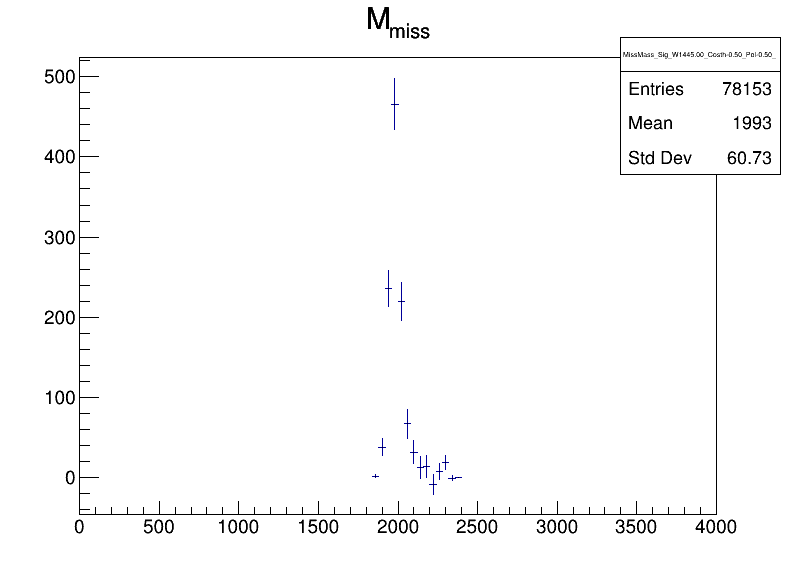 M_miss
MissMass_Sig_W1445.00_Costh-0.50_Pol-0.50_
Entries 78153
Mean 1993
Std Dev 60.73
500
400
300
200
100
0
0 500 1000 1500 2000 2500 3000 3500 4000